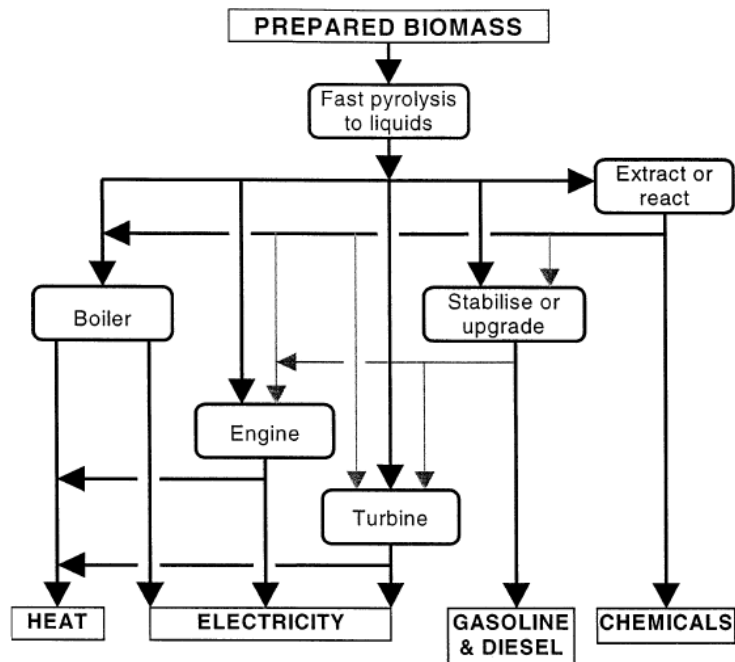 PREPARED BIOMASS
Fast pyrolysis
to liquids
Extract or
react
Boiler
Stabilise or
upgrade
Engine
Turbine
HEAT
ELECTRICITY
GASOLINE
& DIESEL
CHEMICALS